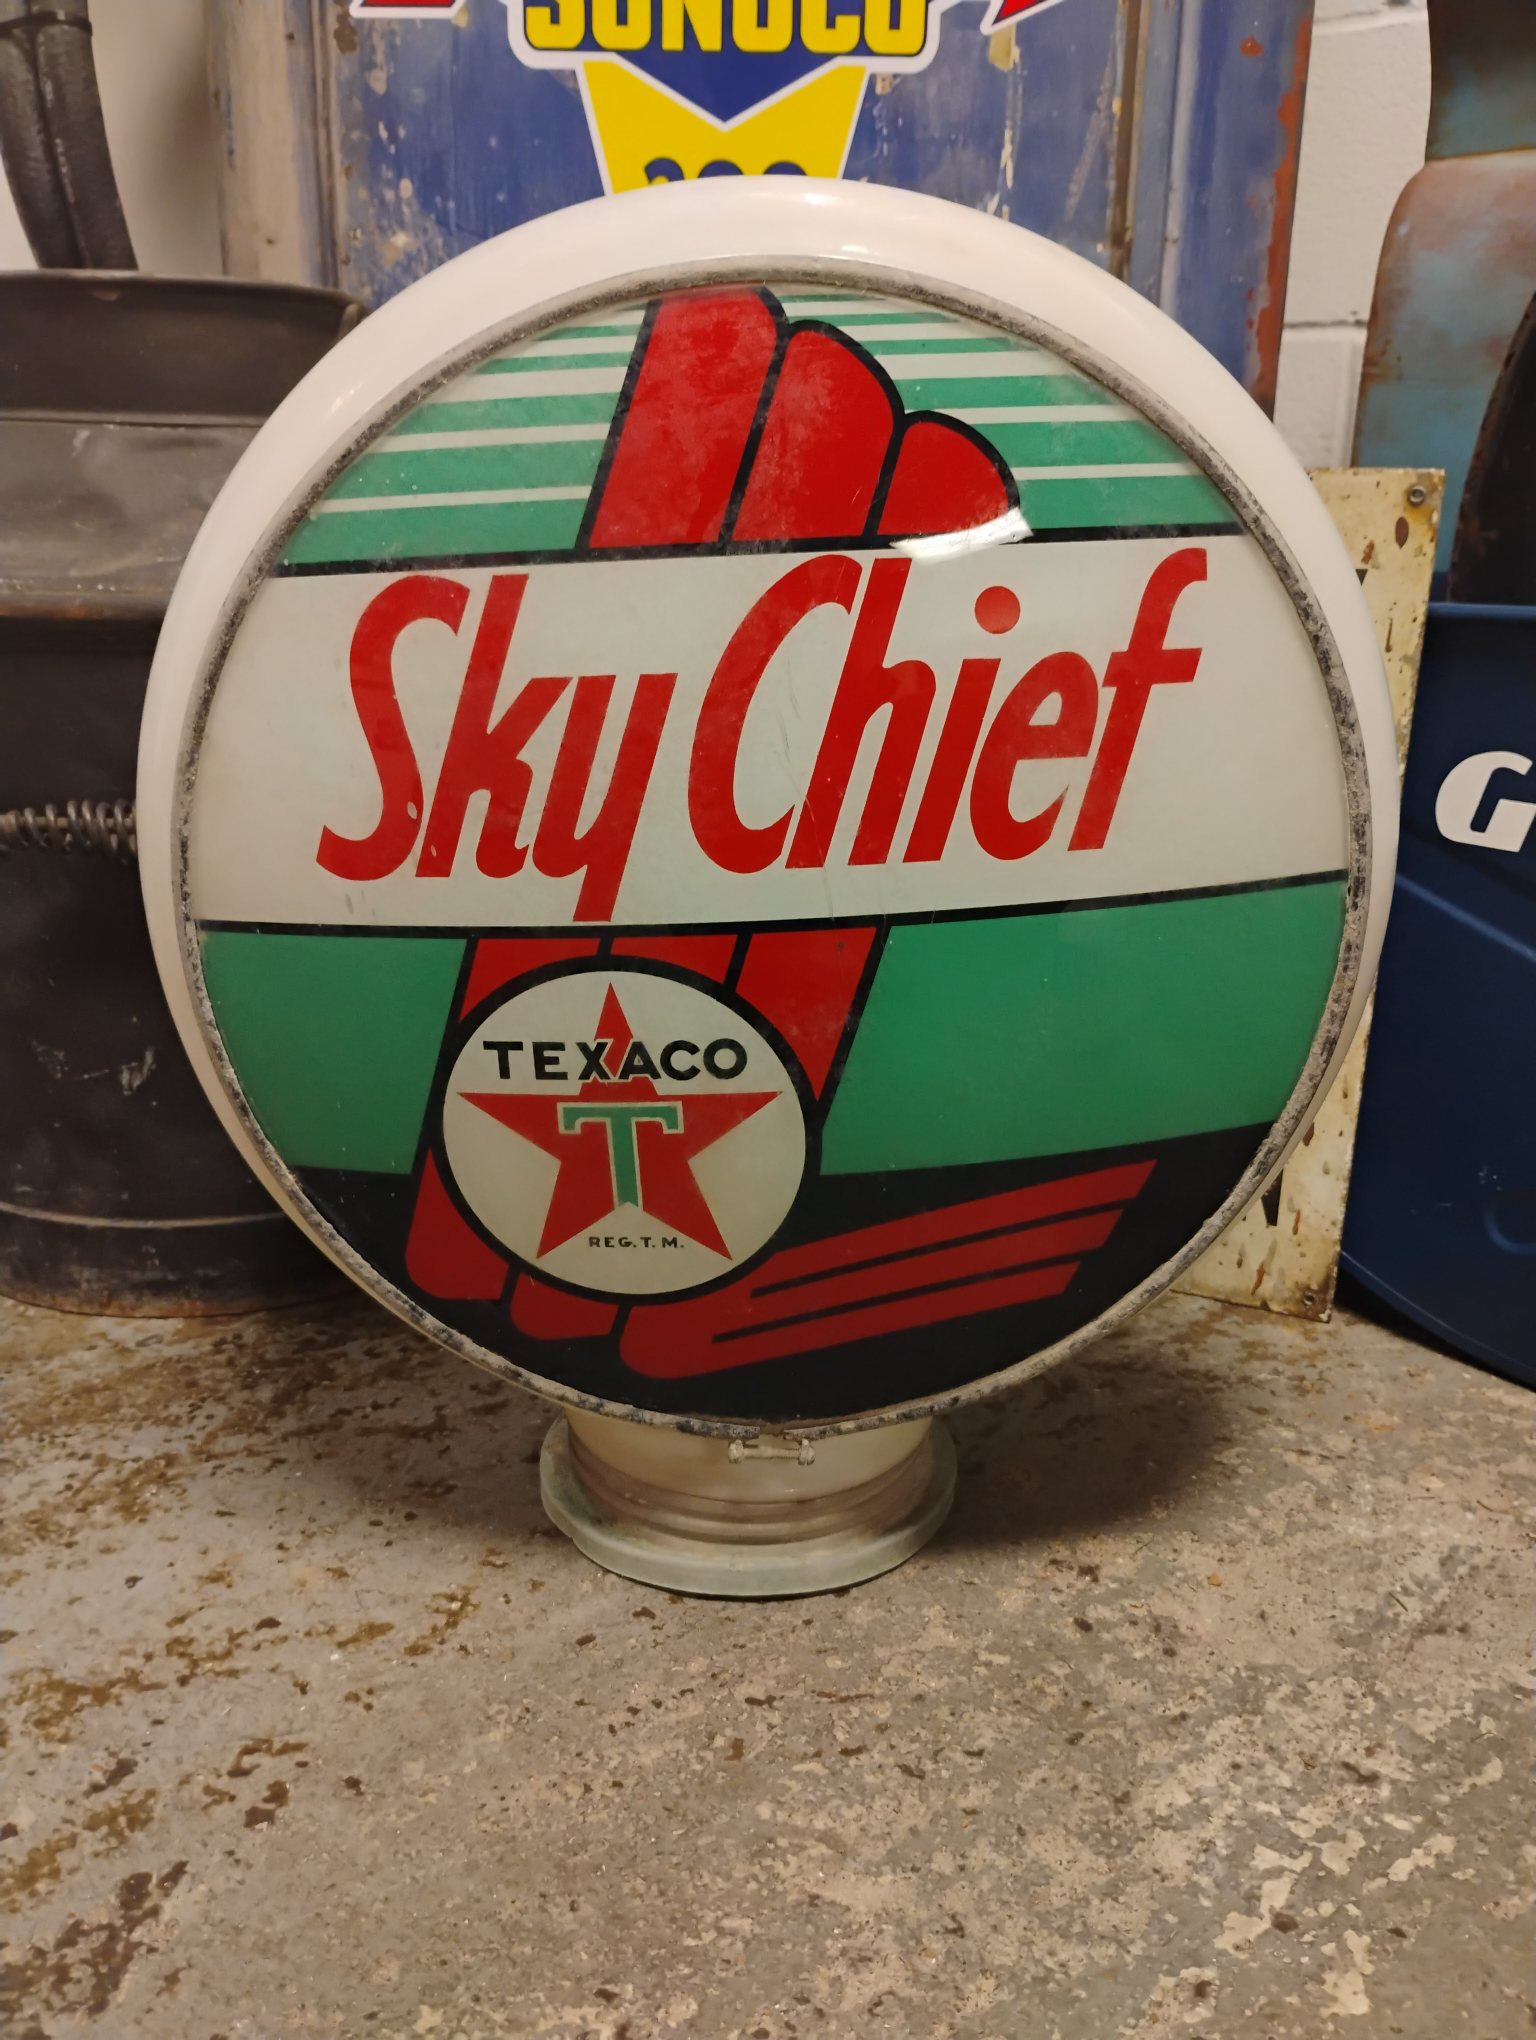 SUNOCO
Sky Chief
TEXACO
T
REG. T. M.
G